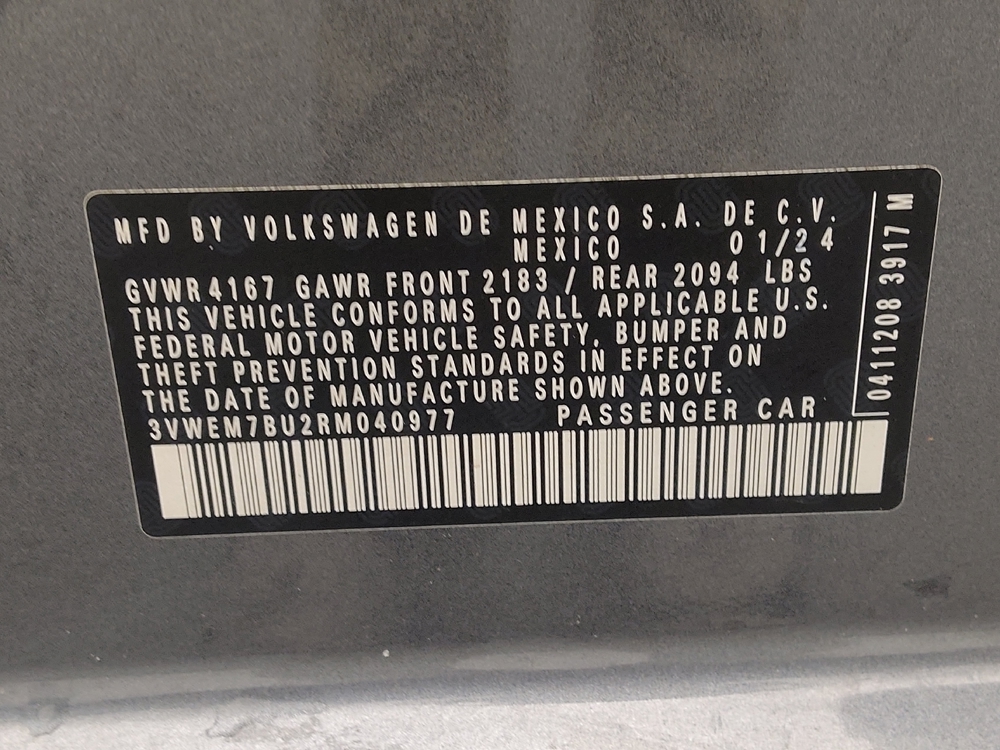 MFD BY VOLKSWAGEN DE MEXICO S.A. DE C.V.
MEXICO 01/24
GVWR 4167 GAWR FRONT 2183 / REAR 2094 LBS
THIS VEHICLE CONFORMS TO ALL APPLICABLE U.S.
FEDERAL MOTOR VEHICLE SAFETY, BUMPER AND
THEFT PREVENTION STANDARDS IN EFFECT ON
THE DATE OF MANUFACTURE SHOWN ABOVE.
3VWEM7BU2RM040977 PASSENGER CAR
0411208 3917 M